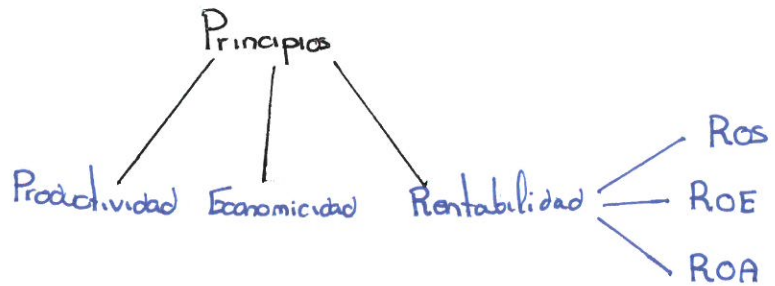 Principios
Productividad Economicidad Rentabilidad
ROS
ROE
ROA